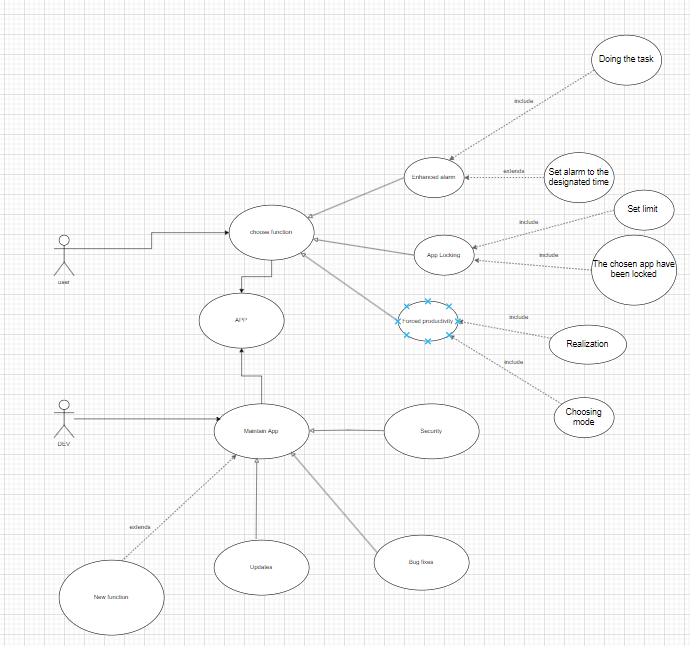 Doing the task
include
Enhanced alarm
extends
Set alarm to the
designated time
Set limit
include
choose function
user
App Locking
include
The chosen app have
been locked
APP
Forced productivity
include
Realization
include
Choosing
mode
DEV
Maintain App
Security
extends
Updates
Bug fixes
New function